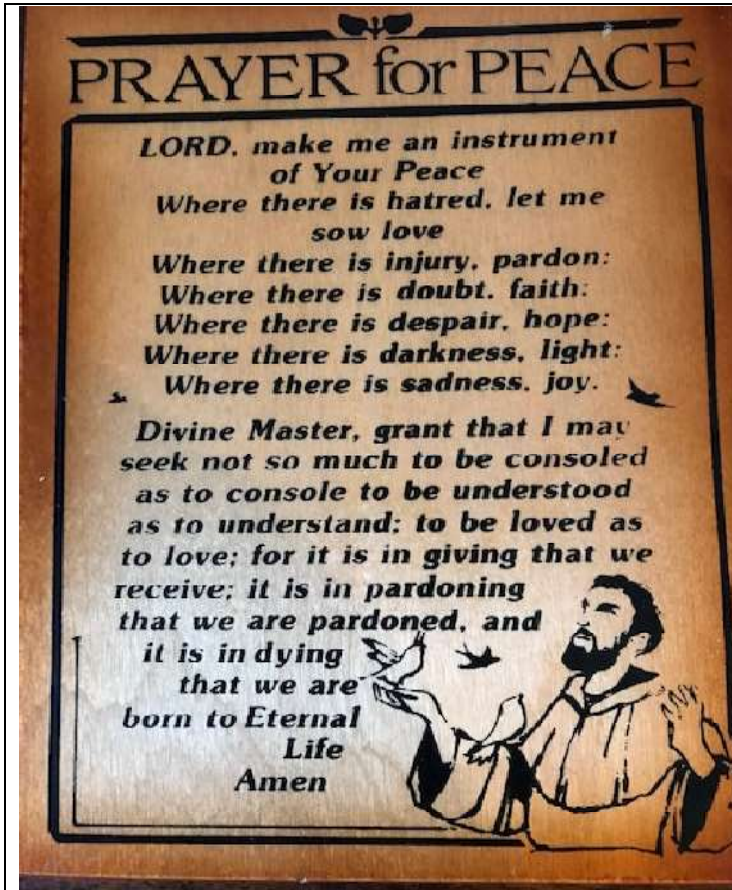 PRAYER for PEACE
LORD. make me an instrument
of Your Peace
Where there is hatred. let me
sow love
Where there is injury. pardon:
Where there is doubt. faith:
Where there is despair. hope:
Where there is darkness. light:
Where there is sadness. joy.
Divine Master, grant that I may
seek not so much to be consoled
as to console to be understood
as to understand; to be loved as
to love; for it is in giving that we
receive; it is in pardoning
that we are pardoned, and
it is in dying
that we are
born to Eternal
Life
Amen